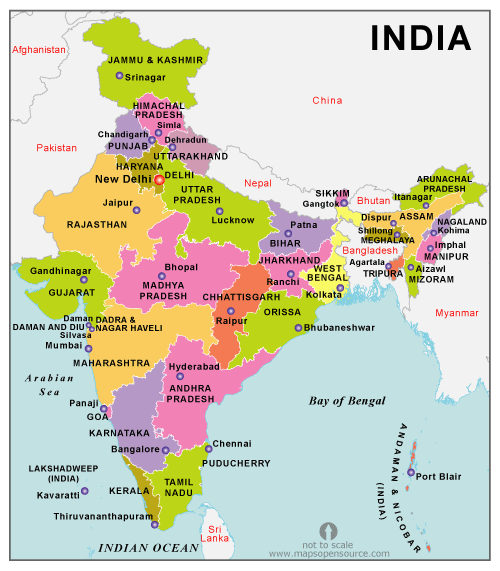 INDIA
Afghanistan
JAMMU & KASHMIR
Srinagar
China
HIMACHAL
PRADESH
Simla
Chandigarh
PUNJAB
Dehradun
Pakistan
UTTARAKHAND
HARYANA
DELHI
New Delhi
ARUNACHAL
PRADESH
Nepal
UTTAR
PRADESH
SIKKIM
Gangtok
Bhutan
Itanagar
Jaipur
RAJASTHAN
Lucknow
Dispur
ASSAM
NAGALAND
Kohima
Patna
BIHAR
Shillong
MEGHALAYA
Imphal
MANIPUR
Bangladesh
JHARKHAND
Ranchi
WEST
BENGAL
Kolkata
Agartala
TRIPURA
Aizawl
MIZORAM
Gandhinagar
GUJARAT
Bhopal
MADHYA
PRADESH
CHHATTISGARH
Raipur
ORISSA
Bhubaneshwar
Myanmar
Daman
DAMAN AND DIU
DADRA &
NAGAR HAVELI
Silvasa
Mumbai
MAHARASHTRA
Hyderabad
ANDHRA
PRADESH
Arabian
Sea
Bay of Bengal
Panaji
GOA
KARNATAKA
Bangalore
Chennai
PUDUCHERRY
ANDAMAN & NICOBAR
(INDIA)
Port Blair
LAKSHADWEEP
(INDIA)
Kavaratti
KERALA
TAMIL
NADU
Thiruvananthapuram
Sri
Lanka
INDIAN OCEAN
not to scale
www.mapsopensource.com